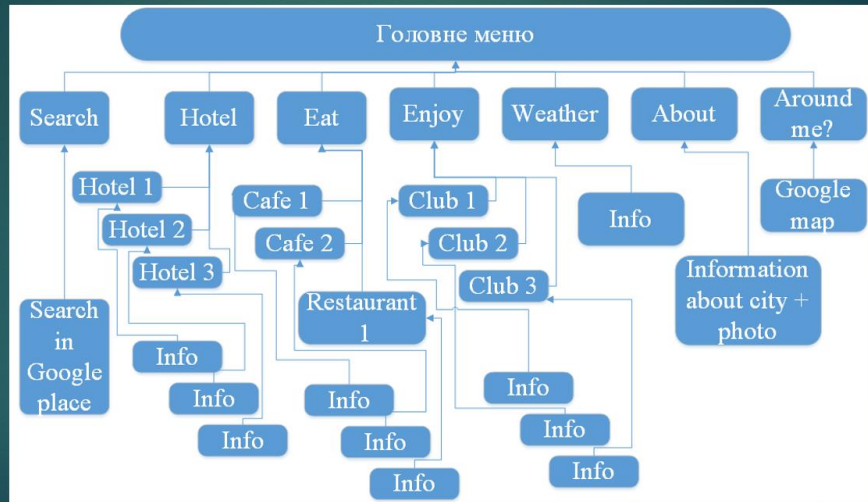 Головне меню
Search
Hotel
Eat
Enjoy
Weather
About
Around
me?
Hotel 1
Hotel 2
Hotel 3
Cafe 1
Cafe 2
Restaurant
1
Club 1
Club 2
Club 3
Info
Google
map
Information
about city +
photo
Search
in
Google
place
Info
Info
Info
Info
Info
Info
Info
Info
Info